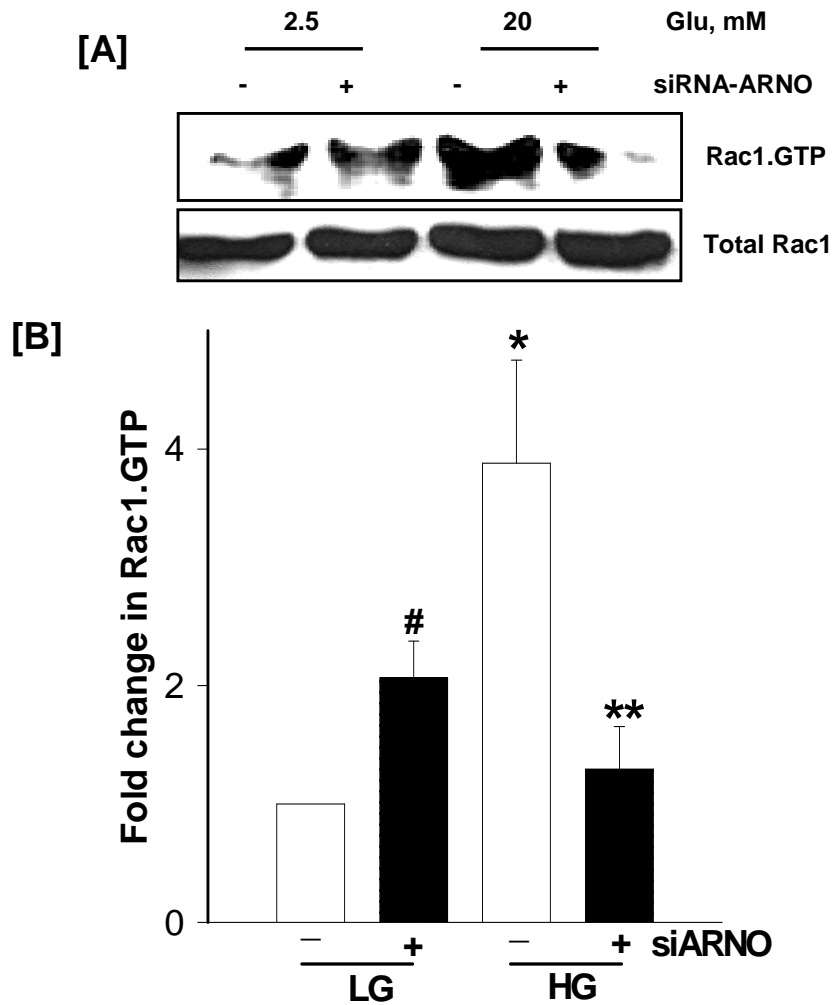 2.5 20 Glu, mM
[A]
- + - + siRNA-ARNO
Rac1.GTP
Total Rac1
[B]
Fold change in Rac1.GTP
4
2
0
*
#
**
– + – + siARNO
LG HG